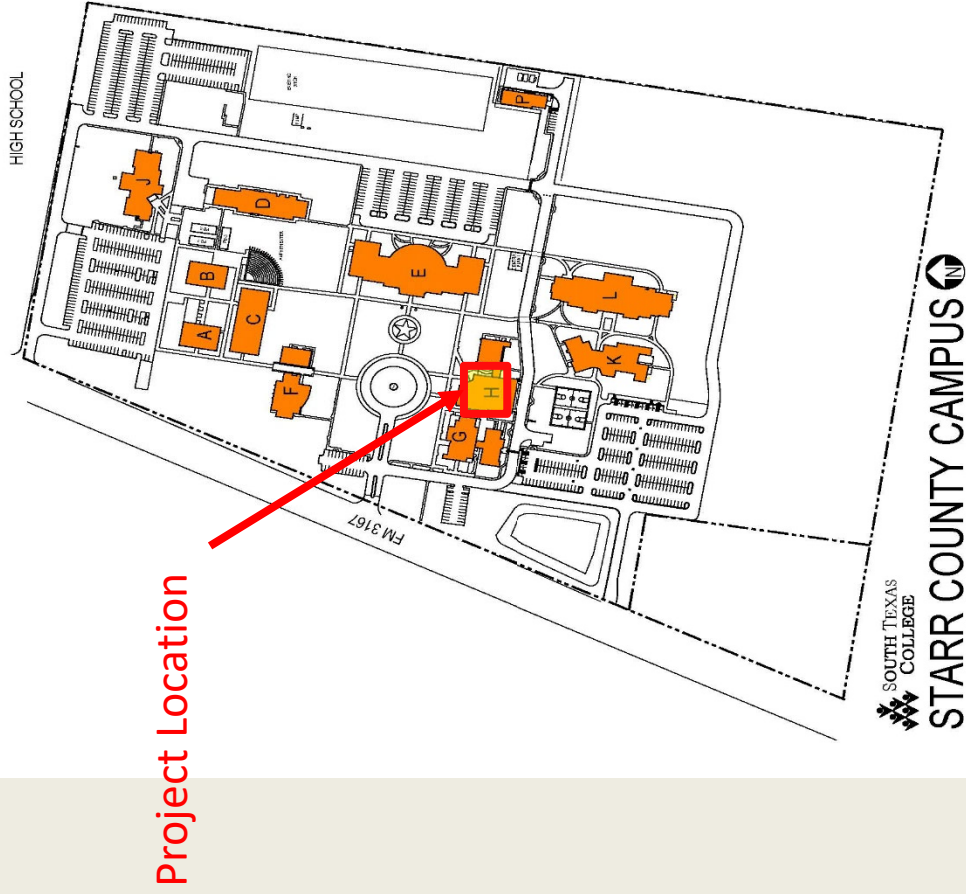 Project Location
HIGH SCHOOL
FM 3167
J
D
B
A
C
F
E
P
H
G
L
K
SOUTH TEXAS
COLLEGE
STARR COUNTY CAMPUS
N